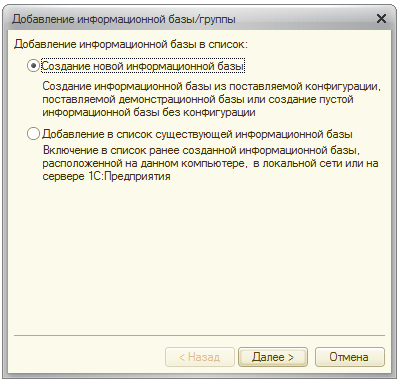 Добавление информационной базы/группы
Добавление информационной базы в список:
Создание новой информационной базы
Создание информационной базы из поставляемой конфигурации,
поставляемой демонстрационной базы или создание пустой
информационной базы без конфигурации
Добавление в список существующей информационной базы
Включение в список ранее созданной информационной базы,
расположенной на данном компьютере, в локальной сети или на
сервере 1С:Предприятия
< Назад
Далее >
Отмена